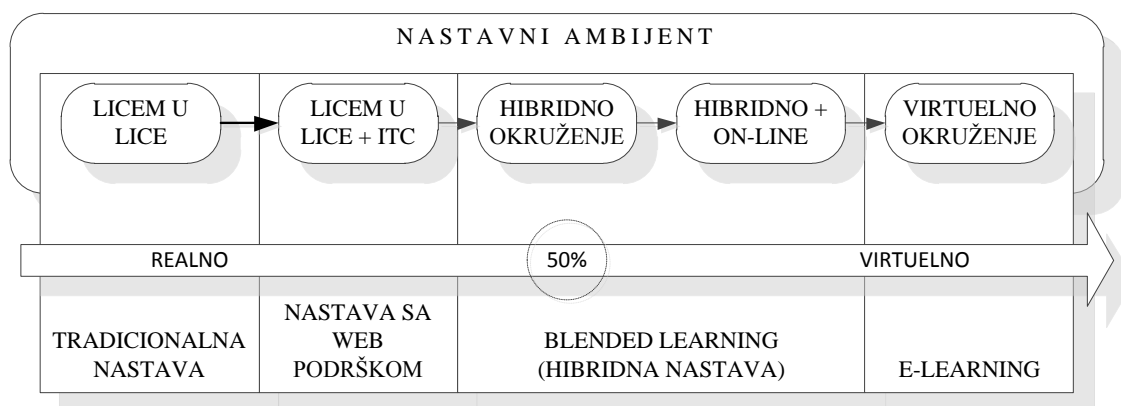 NASTAVNI AMBIJENT
LICEM U
LICE
LICEM U
LICE + ITC
HIBRIDNO
OKRUŽENJE
HIBRIDNO +
ON-LINE
VIRTUELNO
OKRUŽENJE
REALNO
50%
VIRTUELNO
TRADICIONALNA
NASTAVA
NASTAVA SA
WEB
PODRŠKOM
BLENDED LEARNING
(HIBRIDNA NASTAVA)
E-LEARNING